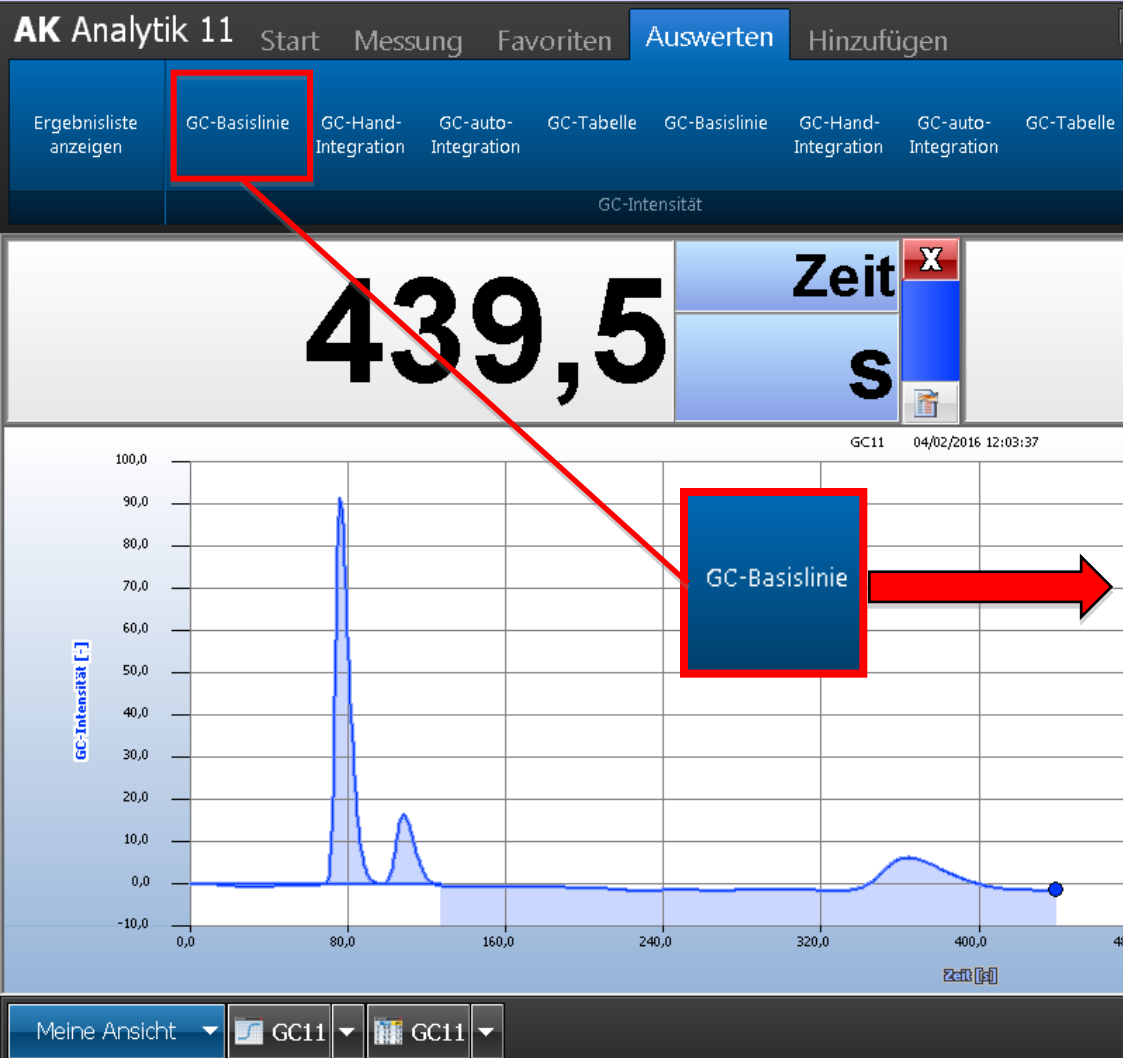 AK Analytik 11
Start Messung Favoriten Auswerten Hinzufügen
Ergebnisliste anzeigen
GC-Basislinie
GC-Hand-Integration
GC-auto-Integration
GC-Tabelle
GC-Basislinie
GC-Hand-Integration
GC-auto-Integration
GC-Tabelle
GC-Intensität
439,5
Zeit
s
X
GC11 04/02/2016 12:03:37
100,0
90,0
80,0
70,0
60,0
50,0
40,0
30,0
20,0
10,0
0,0
-10,0
GC-Intensität [-]
GC-Basislinie
0,0 80,0 160,0 240,0 320,0 400,0
Zeit [s]
Meine Ansicht GC11 GC11